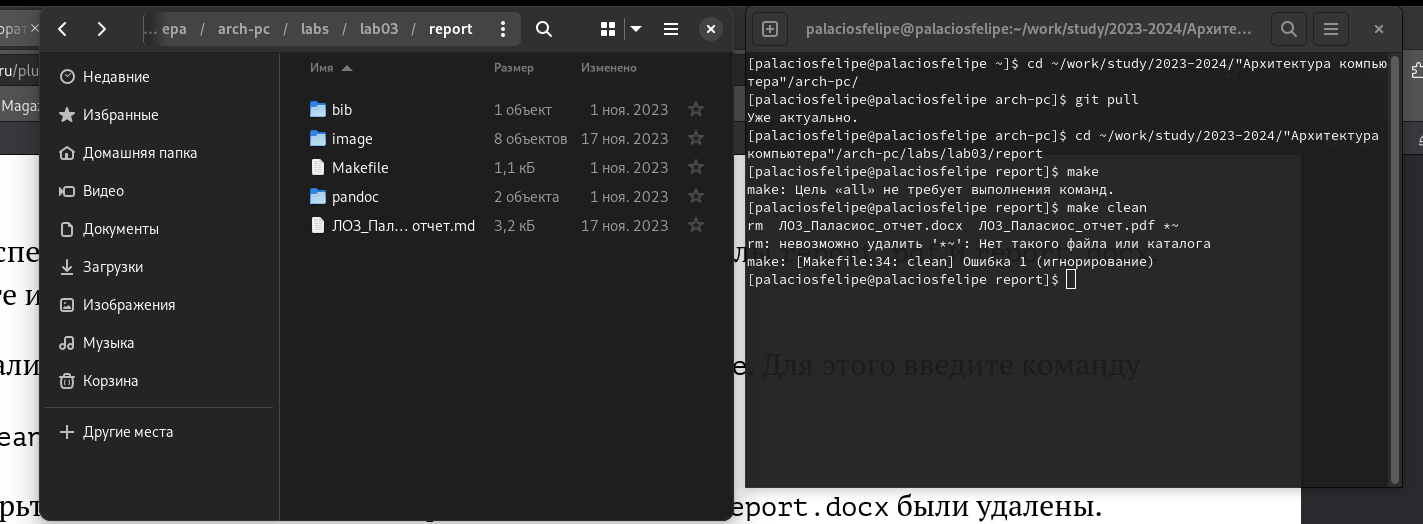 … epa / arch-pc / labs / lab03 / report
Недавние
Избранные
Домашняя папка
Видео
Документы
Загрузки
Изображения
Музыка
Корзина
Другие места
Имя Размер Изменено
bib 1 объект 1 ноя. 2023
image 8 объектов 17 ноя. 2023
Makefile 1,1 кБ 1 ноя. 2023
pandoc 2 объекта 1 ноя. 2023
ЛО3_Пал… отчет.md 3,2 кБ 17 ноя. 2023
palaciosfelipe@palaciosfelipe:~/work/study/2023-2024/Архите…
[palaciosfelipe@palaciosfelipe ~]$ cd ~/work/study/2023-2024/"Архитектура компью
тера"/arch-pc/
[palaciosfelipe@palaciosfelipe arch-pc]$ git pull
Уже актуально.
[palaciosfelipe@palaciosfelipe arch-pc]$ cd ~/work/study/2023-2024/"Архитектура
компьютера"/arch-pc/labs/lab03/report
[palaciosfelipe@palaciosfelipe report]$ make
make: Цель «all» не требует выполнения команд.
[palaciosfelipe@palaciosfelipe report]$ make clean
rm  ЛО3_Паласиос_отчет.docx  ЛО3_Паласиос_отчет.pdf *~
rm: невозможно удалить '*~': Нет такого файла или каталога
make: [Makefile:34: clean] Ошибка 1 (игнорирование)
[palaciosfelipe@palaciosfelipe report]$
e. Для этого введите команду
eport.docx были удалены.